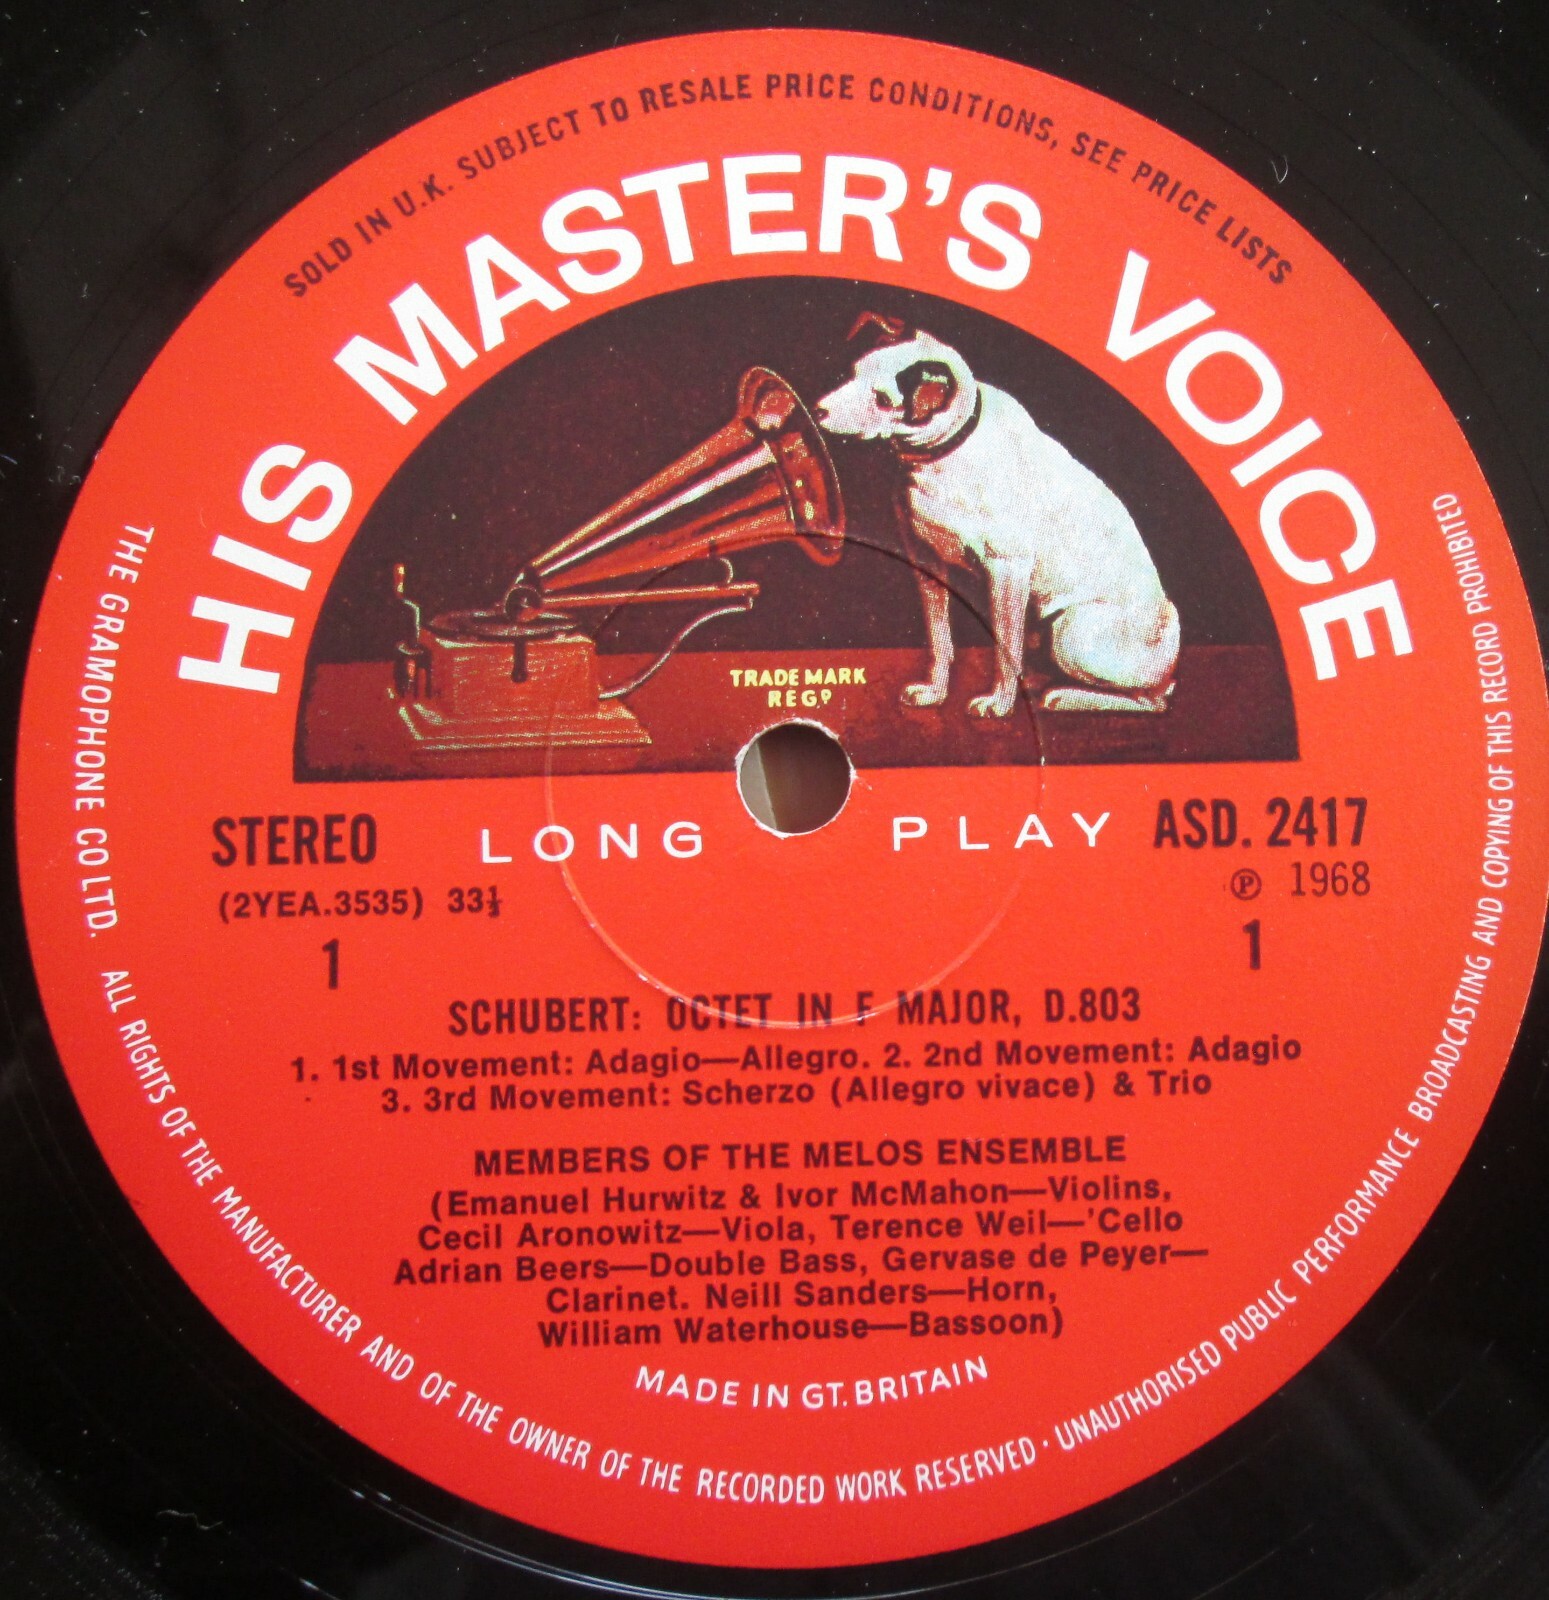 SOLD IN U.K. SUBJECT TO RESALE PRICE CONDITIONS, SEE PRICE LISTS
HIS MASTER'S VOICE
TRADE MARK
REGD
STEREO
LONG PLAY
ASD. 2417
(2YEA.3535) 33⅓
℗ 1968
1
1
SCHUBERT: OCTET IN F MAJOR, D.803
1. 1st Movement: Adagio—Allegro. 2. 2nd Movement: Adagio
3. 3rd Movement: Scherzo (Allegro vivace) & Trio
MEMBERS OF THE MELOS ENSEMBLE
(Emanuel Hurwitz & Ivor McMahon—Violins,
Cecil Aronowitz—Viola, Terence Weil—'Cello
Adrian Beers—Double Bass, Gervase de Peyer—
Clarinet. Neill Sanders—Horn,
William Waterhouse—Bassoon)
MADE IN GT. BRITAIN
THE GRAMOPHONE CO LTD. ALL RIGHTS OF THE MANUFACTURER AND OF THE OWNER OF THE RECORDED WORK RESERVED · UNAUTHORISED PUBLIC PERFORMANCE BROADCASTING AND COPYING OF THIS RECORD PROHIBITED